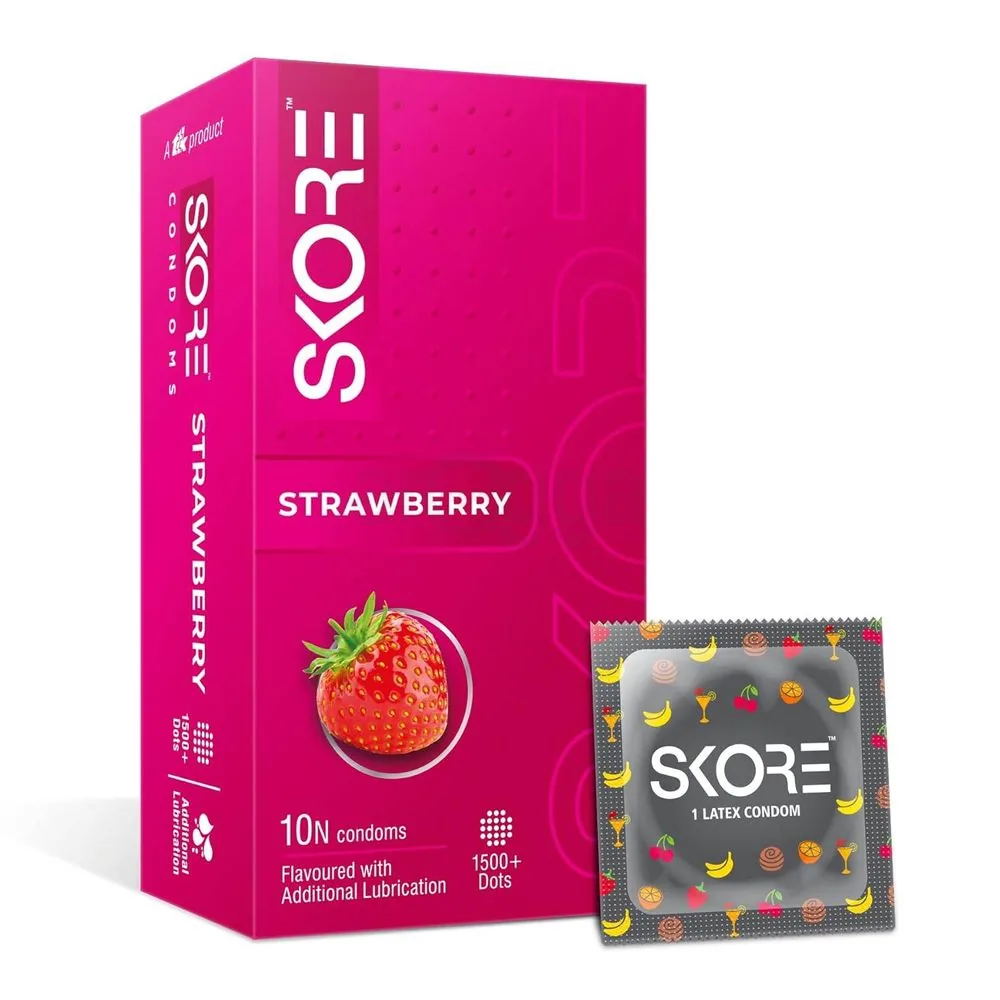 A TTK product
SKORE™
CONDOMS
STRAWBERRY
1500+
Dots
Additional
Lubrication
SKORE™
STRAWBERRY
10N condoms
Flavoured with
Additional Lubrication
1500+
Dots
SKORE™
1 LATEX CONDOM